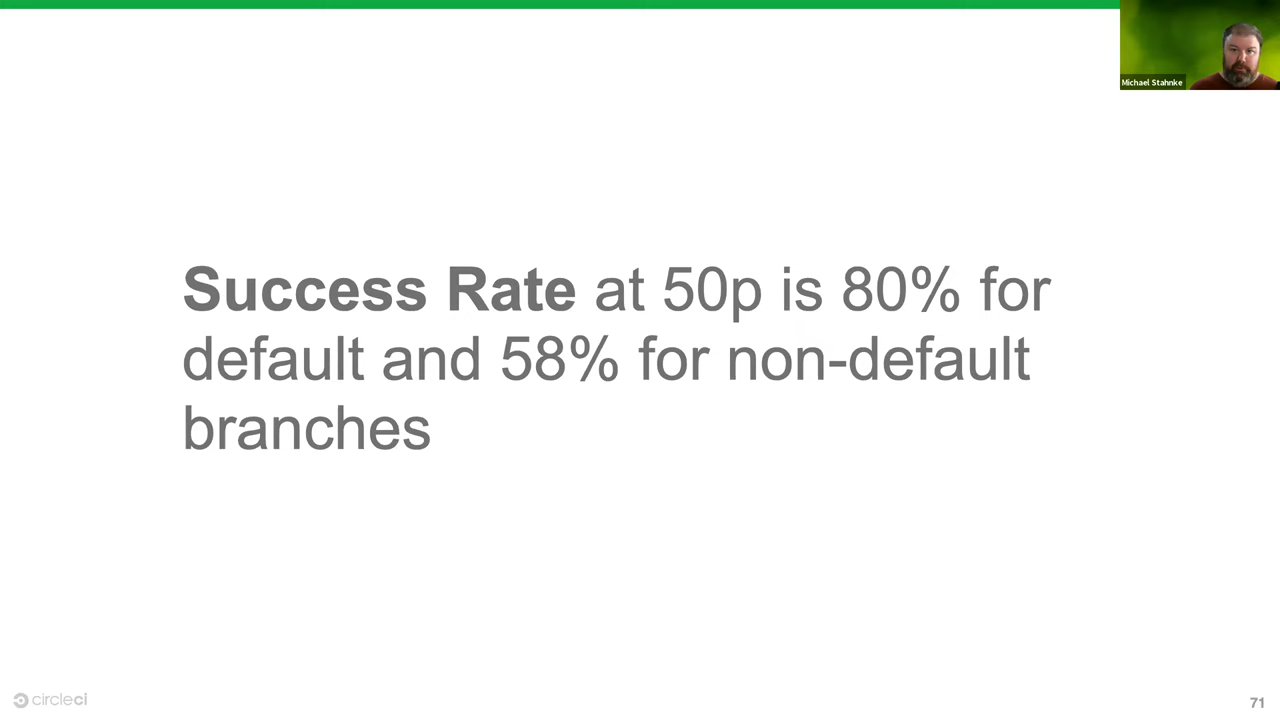 Michael Stahnke
Success Rate at 50p is 80% for
default and 58% for non-default
branches
circleci
71